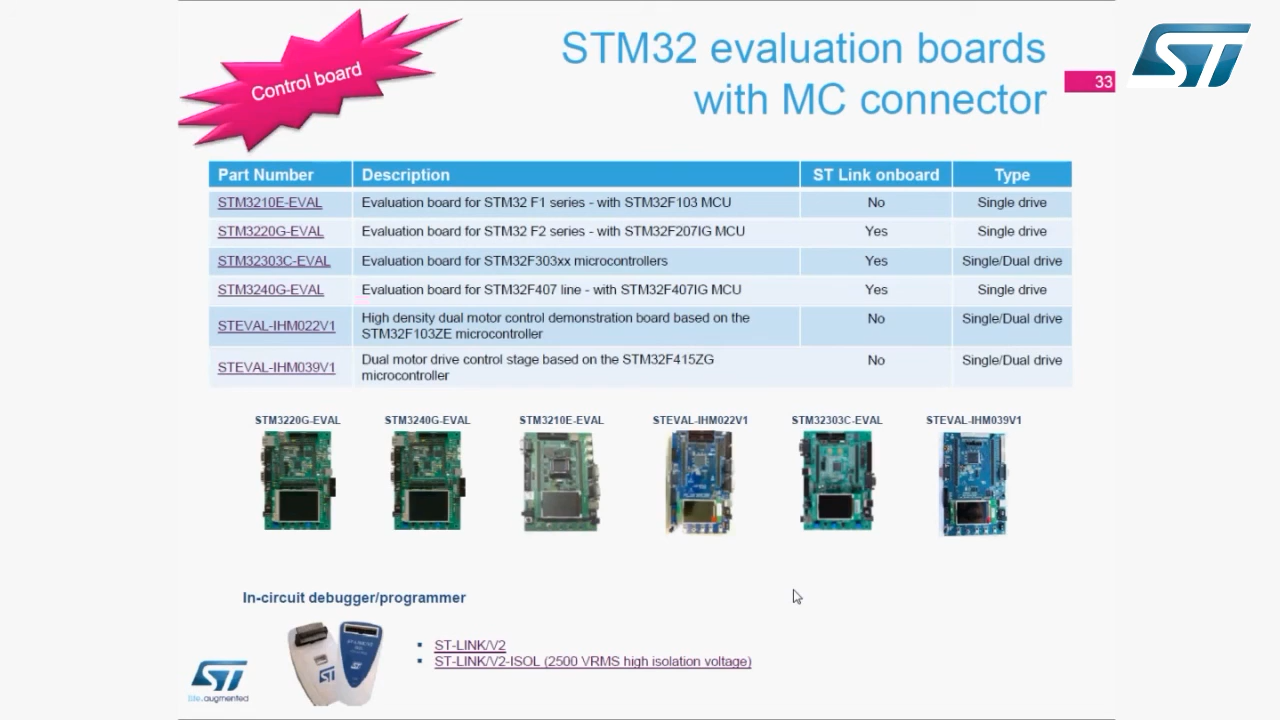 Control board
STM32 evaluation boards
with MC connector
33
ST
Part Number Description ST Link onboard Type
STM3210E-EVAL Evaluation board for STM32 F1 series - with STM32F103 MCU No Single drive
STM3220G-EVAL Evaluation board for STM32 F2 series - with STM32F207IG MCU Yes Single drive
STM32303C-EVAL Evaluation board for STM32F303xx microcontrollers Yes Single/Dual drive
STM3240G-EVAL Evaluation board for STM32F407 line - with STM32F407IG MCU Yes Single drive
STEVAL-IHM022V1 High density dual motor control demonstration board based on the No Single/Dual drive
STM32F103ZE microcontroller
STEVAL-IHM039V1 Dual motor drive control stage based on the STM32F415ZG No Single/Dual drive
microcontroller
STM3220G-EVAL STM3240G-EVAL STM3210E-EVAL STEVAL-IHM022V1 STM32303C-EVAL STEVAL-IHM039V1
In-circuit debugger/programmer
ST-LINK/V2
ST-LINK/V2-ISOL (2500 VRMS high isolation voltage)
ST
life.augmented